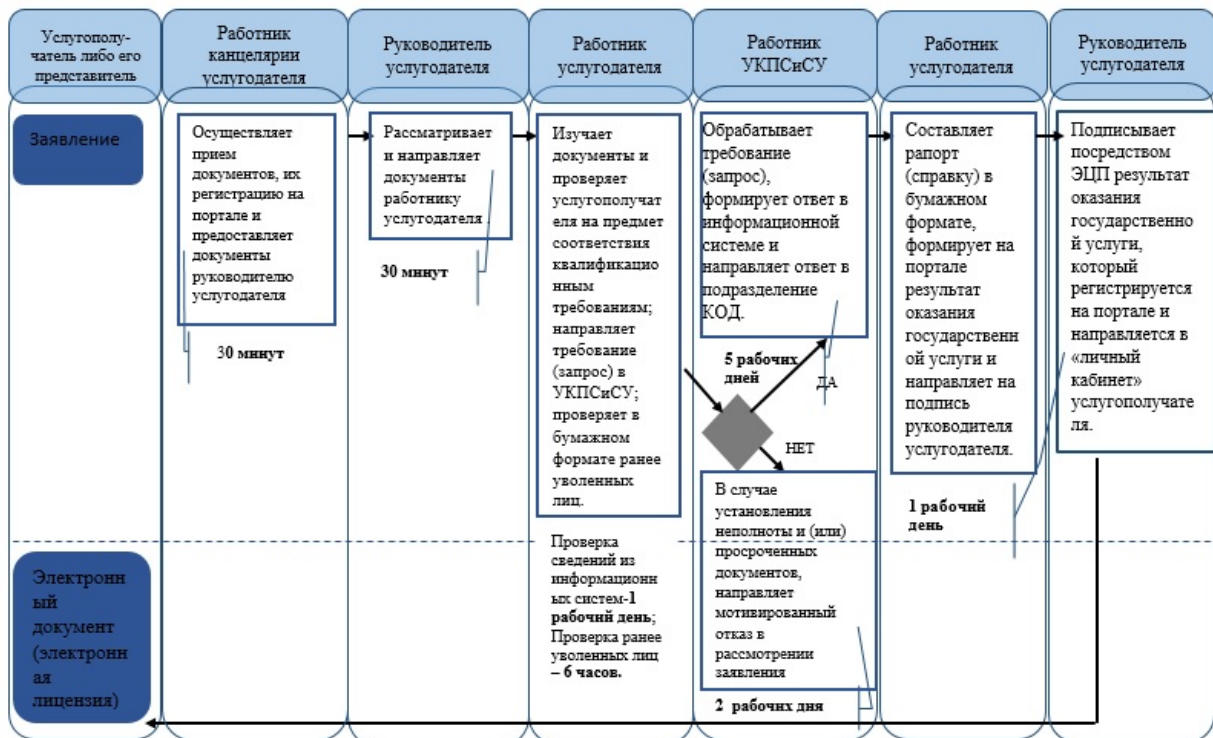 Услугополу-
чатель либо его
представитель
Работник
канцелярии
услугодателя
Руководитель
услугодателя
Работник
услугодателя
Работник
УКПСиСУ
Работник
услугодателя
Руководитель
услугодателя
Заявление
Осуществляет
прием
документов, их
регистрацию на
портале и
предоставляет
документы
руководителю
услугодателя
30 минут
Рассматривает
и направляет
документы
работнику
услугодателя .
30 минут
Изучает
документы и
проверяет
услугополучат
теля на предмет
соответствия
квалификацио
нным
требованиям;
направляет
требование
(запрос) в
УКПСиСУ;
проверяет в
бумажном
формате ранее
уволенных
лиц.
Проверка
сведений из
информационн
ых систем-1
рабочий день;
Проверка ранее
уволенных лиц
– 6 часов.
Обрабатывает
требование
(запрос),
формирует ответ в
информационной
системе и
направляет ответ в
подразделение
КОД.
5 рабочих
дней
ДА
НЕТ
В случае
установления
неполноты и (или)
просроченных
документов,
направляет
мотивированный
отказ в
рассмотрении
заявления
2 рабочих дня
Составляет
рапорт
(справку) в
бумажном
формате,
формирует на
портале
результат
оказания
государственн
ой услуги и
направляет на
подпись
руководителя
услугодателя.
1 рабочий
день
Подписывает
посредством
ЭЦП результат
оказания
государственно
й услуги,
который
регистрируется
на портале и
направляется в
«личный
кабинет»
услугополучате
ля.
Электронн
ый
документ
(электронн
ая
лицензия)